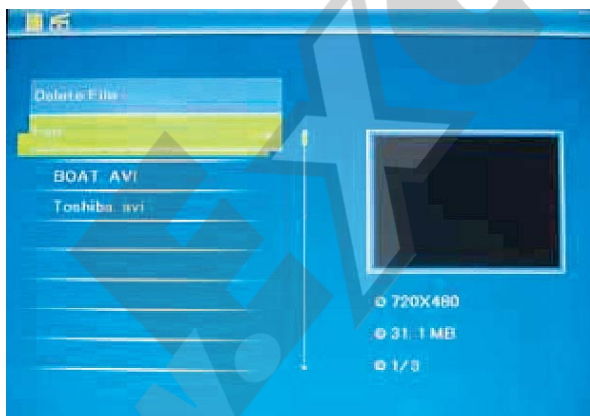 Delete File
BOAT. AVI
Toshiba. avi
720X480
31. 1 MB
1/3